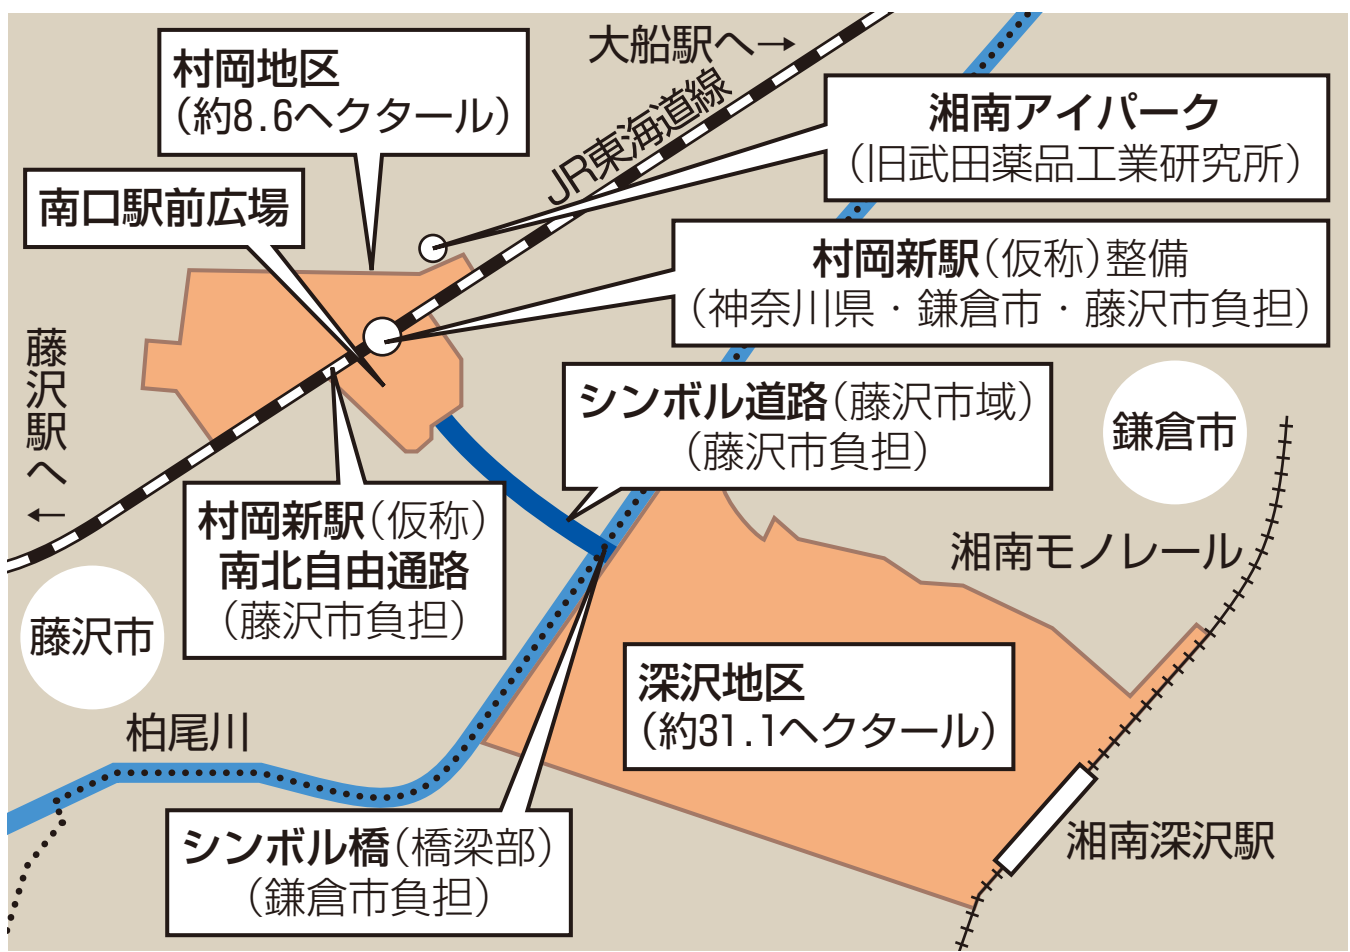 大船駅へ→
村岡地区
(約8.6ヘクタール)
JR東海道線
湘南アイパーク
(旧武田薬品工業研究所)
南口駅前広場
村岡新駅(仮称)整備
(神奈川県・鎌倉市・藤沢市負担)
藤沢駅へ
←
シンボル道路(藤沢市域)
(藤沢市負担)
鎌倉市
村岡新駅(仮称)
南北自由通路
(藤沢市負担)
湘南モノレール
藤沢市
深沢地区
(約31.1ヘクタール)
柏尾川
シンボル橋(橋梁部)
(鎌倉市負担)
湘南深沢駅